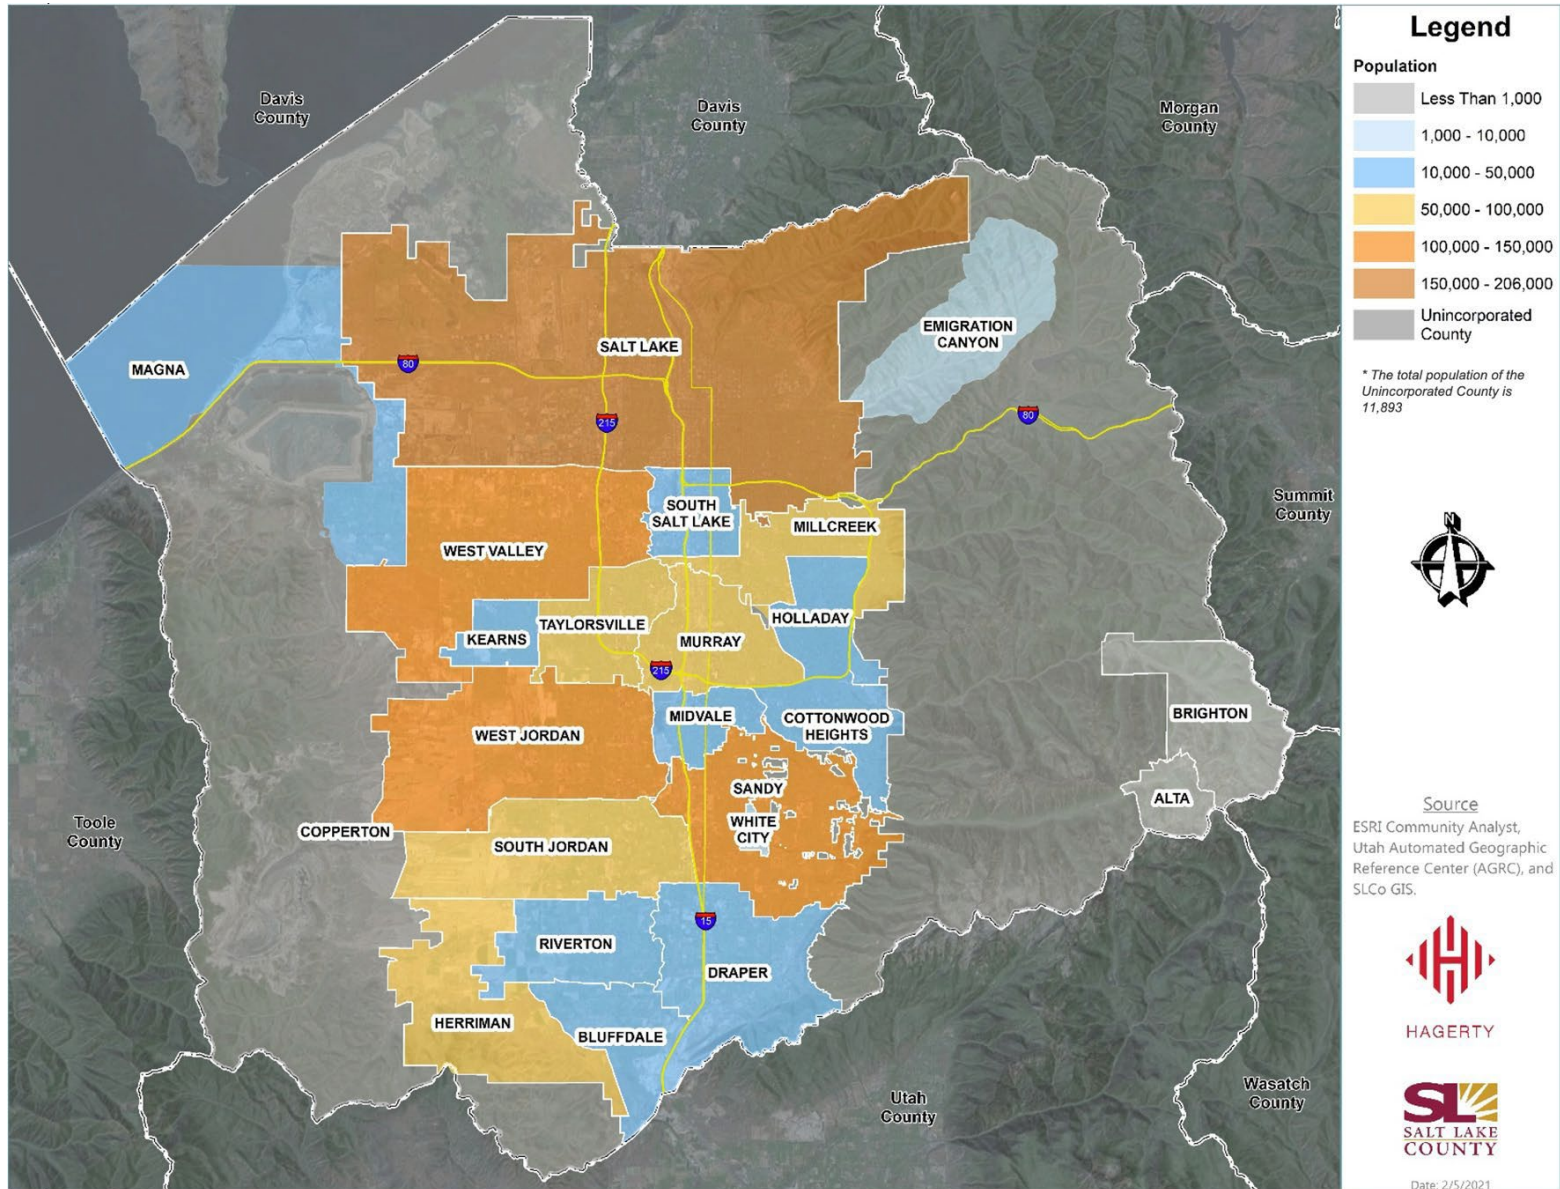 Legend
Population
Less Than 1,000
1,000 - 10,000
10,000 - 50,000
50,000 - 100,000
100,000 - 150,000
150,000 - 206,000
Unincorporated
County
* The total population of the
Unincorporated County is
11,893
N
Source
ESRI Community Analyst,
Utah Automated Geographic
Reference Center (AGRC), and
SLCo GIS.
HAGERTY
SL
SALT LAKE
COUNTY
Date: 2/5/2021
Davis
County
Davis
County
Morgan
County
Summit
County
Wasatch
County
Utah
County
Toole
County
MAGNA
SALT LAKE
EMIGRATION
CANYON
80
215
80
SOUTH
SALT LAKE
MILLCREEK
WEST VALLEY
KEARNS
TAYLORSVILLE
MURRAY
HOLLADAY
215
WEST JORDAN
MIDVALE
COTTONWOOD
HEIGHTS
BRIGHTON
SANDY
WHITE
CITY
ALTA
COPPERTON
SOUTH JORDAN
15
RIVERTON
DRAPER
HERRIMAN
BLUFFDALE